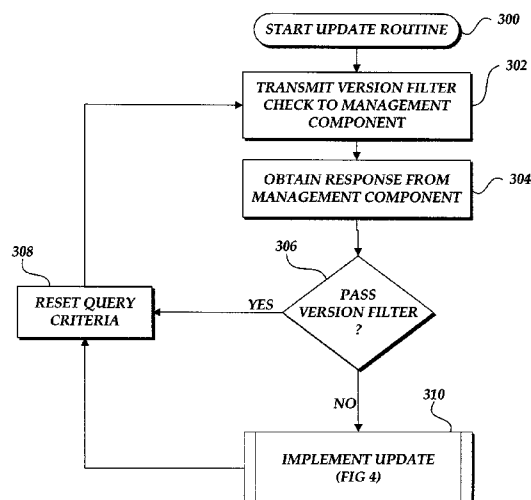 START UPDATE ROUTINE
300
302
TRANSMIT VERSION FILTER
CHECK TO MANAGEMENT
COMPONENT
304
OBTAIN RESPONSE FROM
MANAGEMENT COMPONENT
306
308
PASS
VERSION FILTER
?
YES
RESET QUERY
CRITERIA
NO
310
IMPLEMENT UPDATE
(FIG 4)